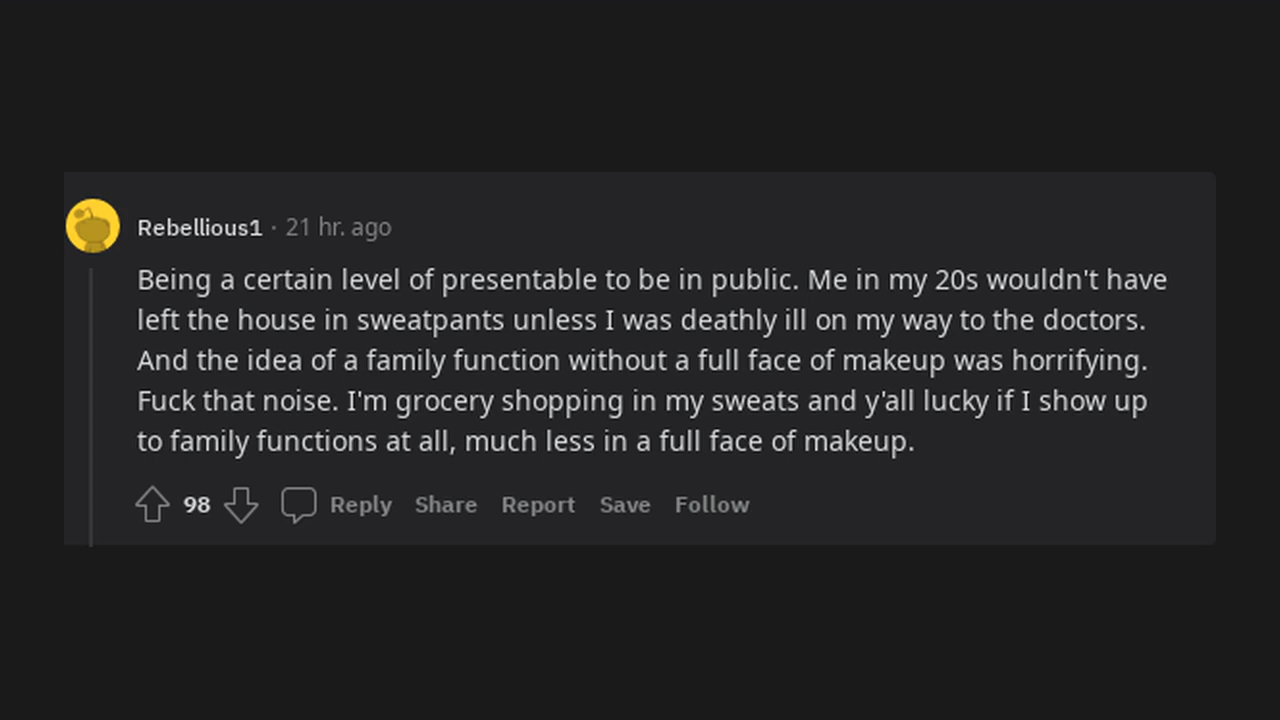 Rebellious1 · 21 hr. ago
Being a certain level of presentable to be in public. Me in my 20s wouldn't have
left the house in sweatpants unless I was deathly ill on my way to the doctors.
And the idea of a family function without a full face of makeup was horrifying.
Fuck that noise. I'm grocery shopping in my sweats and y'all lucky if I show up
to family functions at all, much less in a full face of makeup.
98 Reply Share Report Save Follow